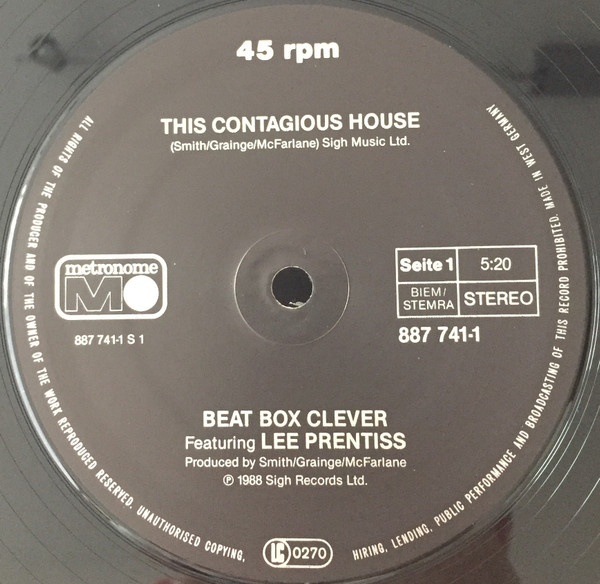 45 rpm
THIS CONTAGIOUS HOUSE
(Smith/Grainge/McFarlane) Sigh Music Ltd.
metronome
887 741-1 S 1
Seite 1
5:20
BIEM/
STEMRA
STEREO
887 741-1
BEAT BOX CLEVER
Featuring LEE PRENTISS
Produced by Smith/Grainge/McFarlane
℗ 1988 Sigh Records Ltd.
LC 0270
ALL RIGHTS OF THE PRODUCER AND OF THE OWNER OF THE WORK REPRODUCED RESERVED. UNAUTHORISED COPYING, HIRING, LENDING, PUBLIC PERFORMANCE AND BROADCASTING OF THIS RECORD PROHIBITED. MADE IN WEST GERMANY